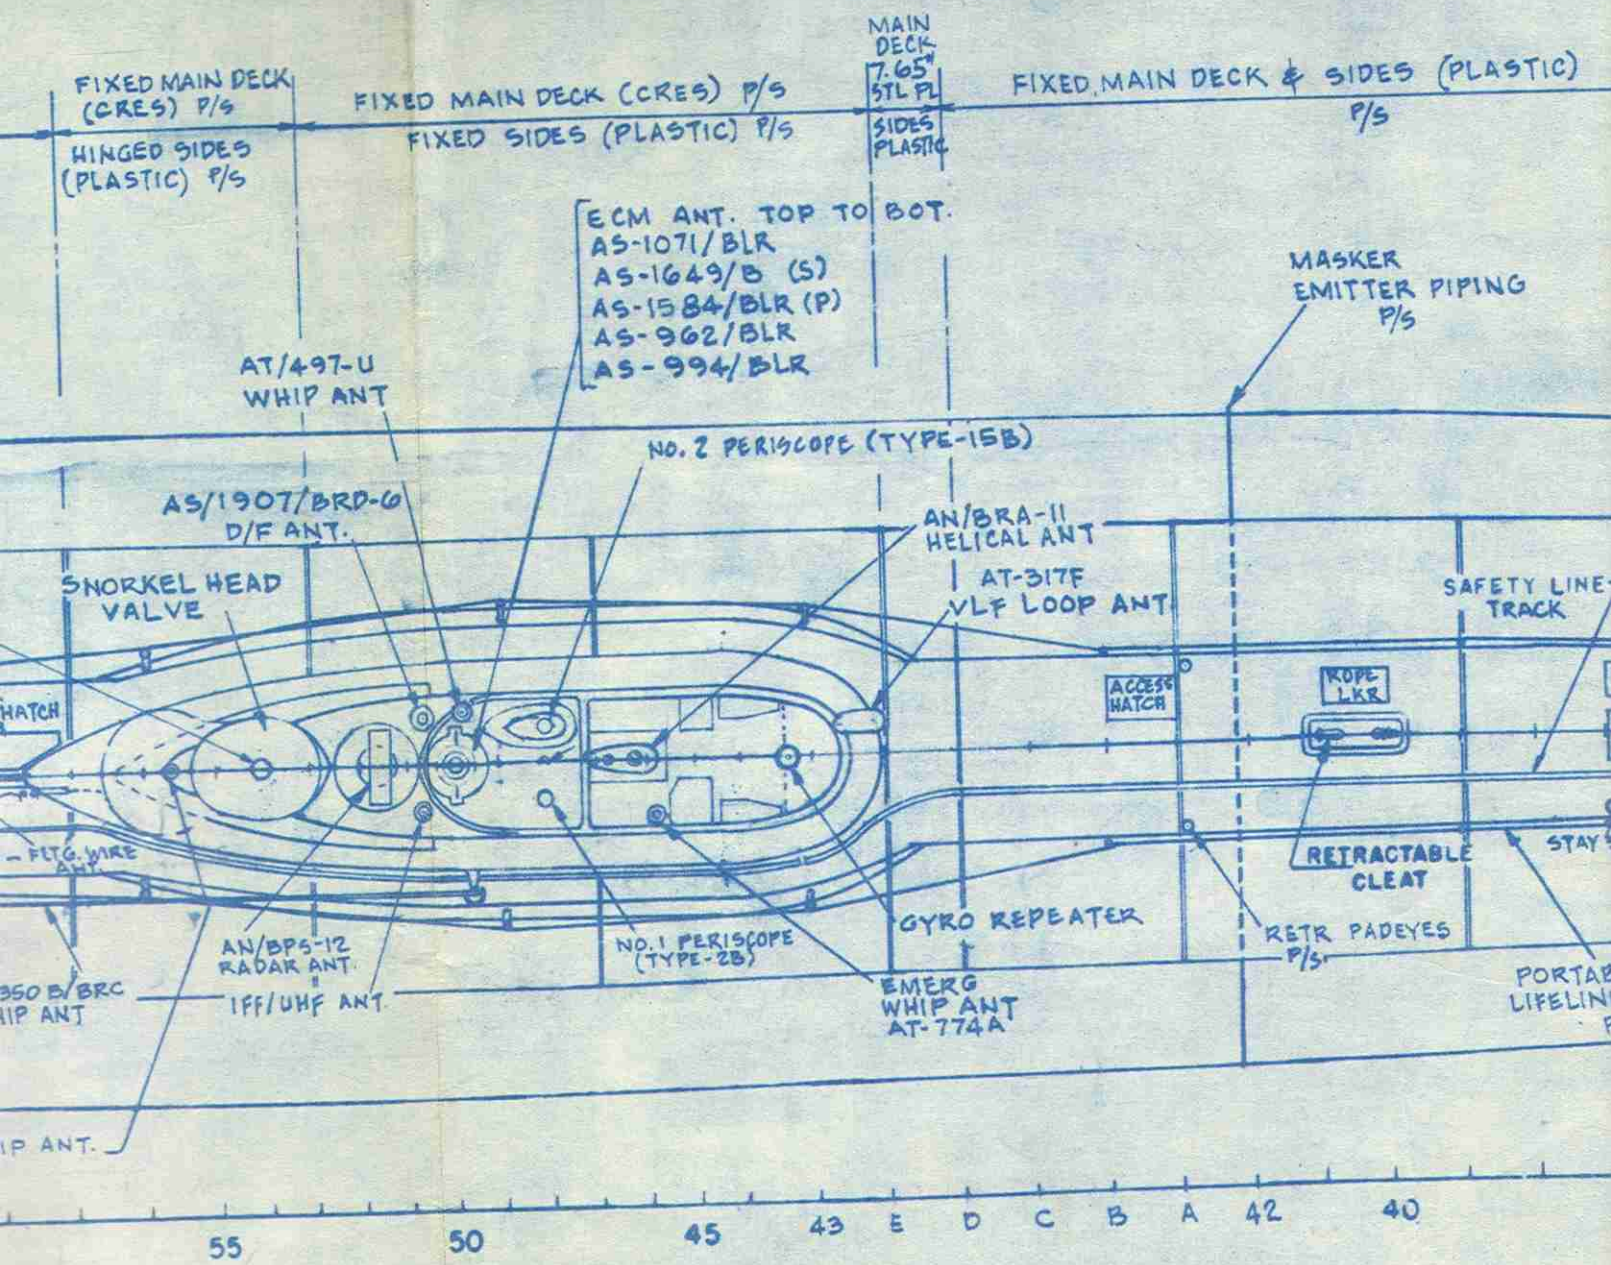 FIXED MAIN DECK
(CRES) P/S
HINGED SIDES
(PLASTIC) P/S
FIXED MAIN DECK (CRES) P/S
FIXED SIDES (PLASTIC) P/S
MAIN
DECK
7.65#
STL PL
SIDES
PLASTIC
FIXED MAIN DECK & SIDES (PLASTIC)
P/S
ECM ANT. TOP TO BOT.
AS-1071/BLR
AS-1649/B (S)
AS-1584/BLR (P)
AS-962/BLR
AS-994/BLR
MASKER
EMITTER PIPING
P/S
AT/497-U
WHIP ANT
NO. 2 PERISCOPE (TYPE-15B)
AS/1907/BRD-6
D/F ANT.
AN/BRA-11
HELICAL ANT
AT-317F
VLF LOOP ANT
SNORKEL HEAD
VALVE
SAFETY LINE
TRACK
HATCH
ACCESS
HATCH
ROPE
LKR
FLTG. WIRE
ANT.
RETRACTABLE
CLEAT
STAY
AN/BPS-12
RADAR ANT.
IFF/UHF ANT.
NO. 1 PERISCOPE
(TYPE-2B)
GYRO REPEATER
RETR PADEYES
P/S
350 B/BRC
HIP ANT
EMERG
WHIP ANT
AT-774A
PORTAB
LIFELIN
IP ANT.
55 50 45 43 E D C B A 42 40